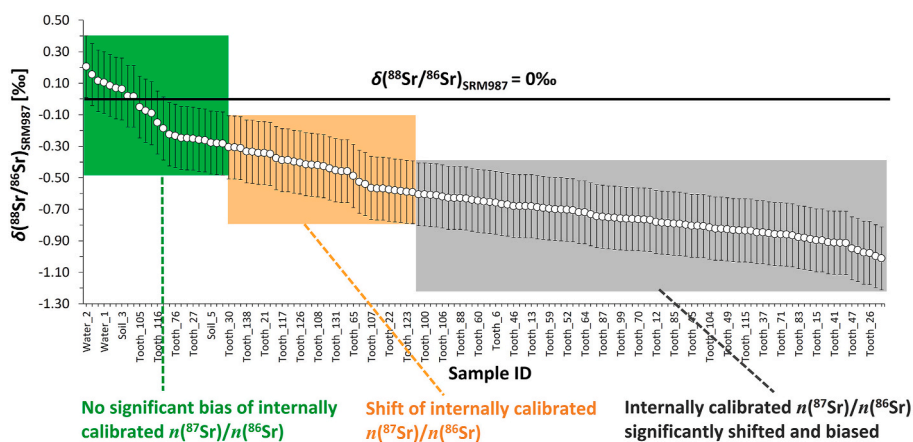 0.50
0.30
0.10
-0.10
-0.30
-0.50
-0.70
-0.90
-1.10
-1.30
δ(⁸⁸Sr/⁸⁶Sr)SRM987 [‰]
δ(⁸⁸Sr/⁸⁶Sr)SRM987 = 0‰
Water_2
Water_1
Soil_3
Tooth_105
Tooth_116
Tooth_76
Tooth_27
Soil_5
Tooth_30
Tooth_138
Tooth_21
Tooth_117
Tooth_126
Tooth_108
Tooth_131
Tooth_65
Tooth_107
Tooth_22
Tooth_123
Tooth_100
Tooth_106
Tooth_88
Tooth_60
Tooth_6
Tooth_46
Tooth_13
Tooth_59
Tooth_52
Tooth_64
Tooth_87
Tooth_99
Tooth_70
Tooth_12
Tooth_85
Tooth_104
Tooth_49
Tooth_111
Tooth_37
Tooth_71
Tooth_83
Tooth_15
Tooth_41
Tooth_47
Tooth_26
Sample ID
No significant bias of internally
calibrated n(⁸⁷Sr)/n(⁸⁶Sr)
Shift of internally calibrated
n(⁸⁷Sr)/n(⁸⁶Sr)
Internally calibrated n(⁸⁷Sr)/n(⁸⁶Sr)
significantly shifted and biased